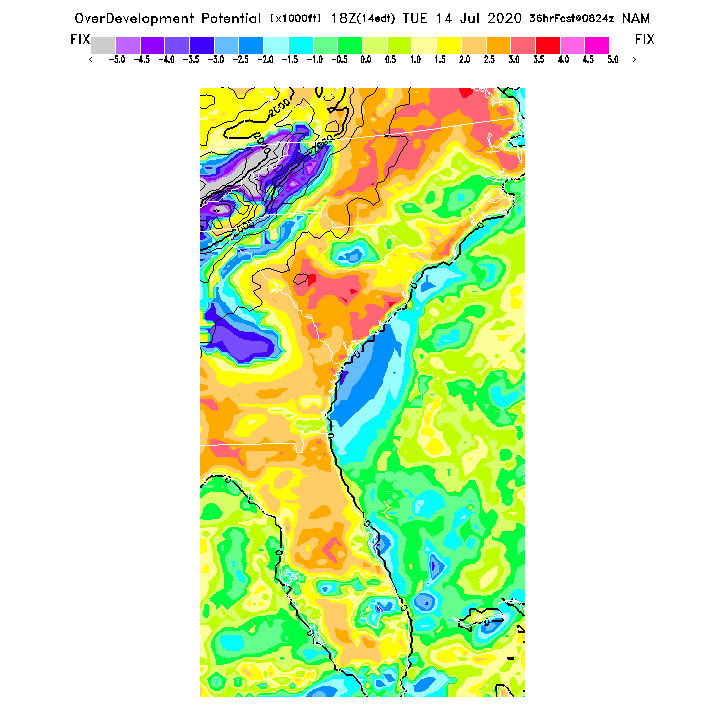 OverDevelopment Potential [x1000ft] 18Z(14edt) TUE 14 Jul 2020 36hrFcst@0824z NAM
FIX FIX
< -5.0 -4.5 -4.0 -3.5 -3.0 -2.5 -2.0 -1.5 -1.0 -0.5 0.0 0.5 1.0 1.5 2.0 2.5 3.0 3.5 4.0 4.5 5.0 >
2000